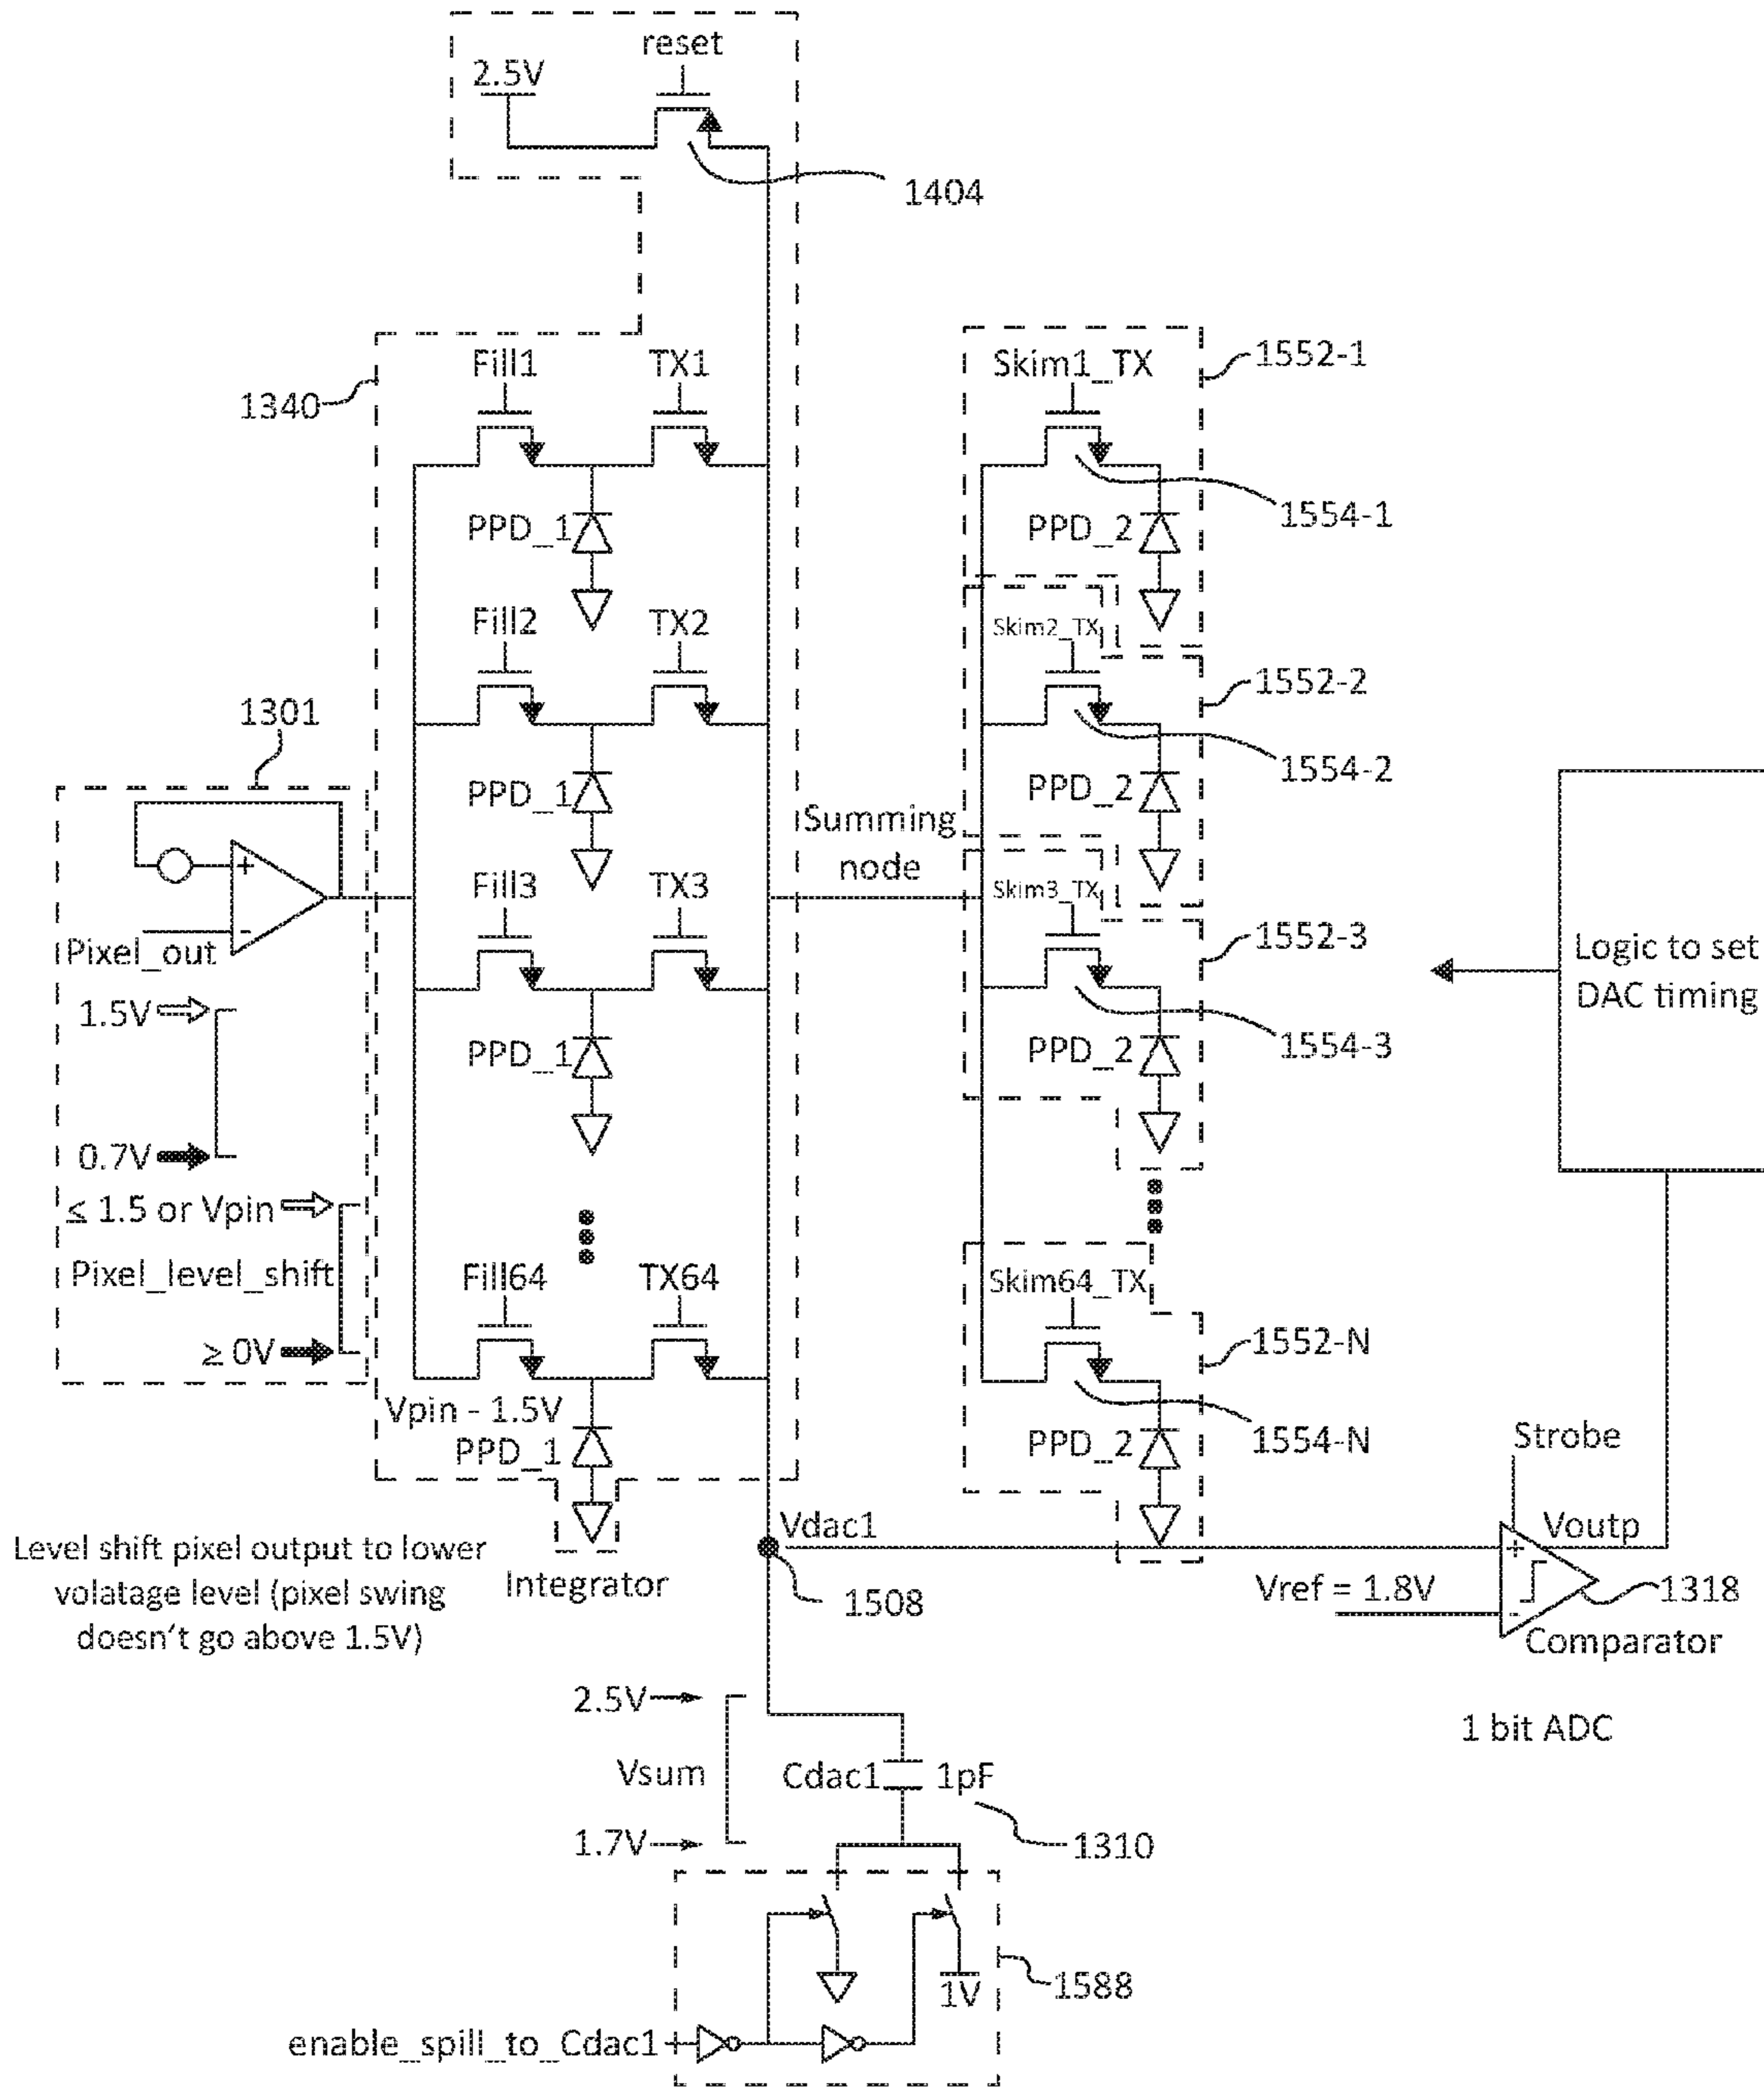 reset
2.5V
1404
Fill1
TX1
1340
PPD_1
Skim1_TX
1552-1
1554-1
PPD_2
Fill2
TX2
PPD_1
Skim2_TX
1552-2
1554-2
PPD_2
1301
+
-
Pixel_out
1.5V
0.7V
≤ 1.5 or Vpin
Pixel_level_shift
≥ 0V
Summing
node
Fill3
TX3
PPD_1
Skim3_TX
1552-3
1554-3
PPD_2
Logic to set
DAC timing
Fill64
TX64
Vpin - 1.5V
PPD_1
Skim64_TX
1552-N
1554-N
PPD_2
Strobe
Vdac1
+
Voutp
Vref = 1.8V
-
1318
Comparator
1508
Integrator
Level shift pixel output to lower
volatage level (pixel swing
doesn't go above 1.5V)
2.5V
Vsum
1.7V
Cdac1
1pF
1310
1 bit ADC
1V
1588
enable_spill_to_Cdac1